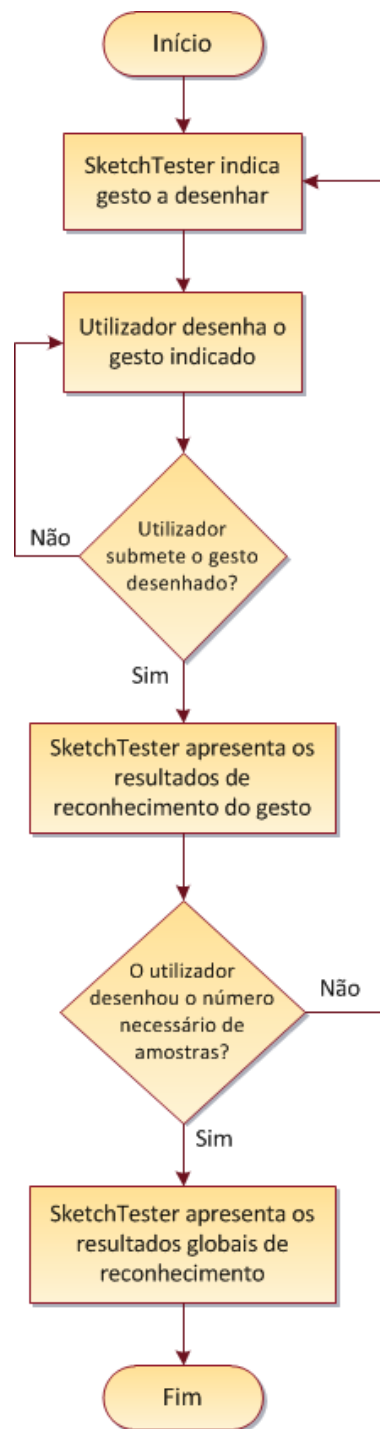 Início
SketchTester indica
gesto a desenhar
Utilizador desenha o
gesto indicado
Não
Utilizador
submete o gesto
desenhado?
Sim
SketchTester apresenta os
resultados de
reconhecimento do gesto
O utilizador
desenhou o número
necessário de
amostras?
Não
Sim
SketchTester apresenta os
resultados globais de
reconhecimento
Fim